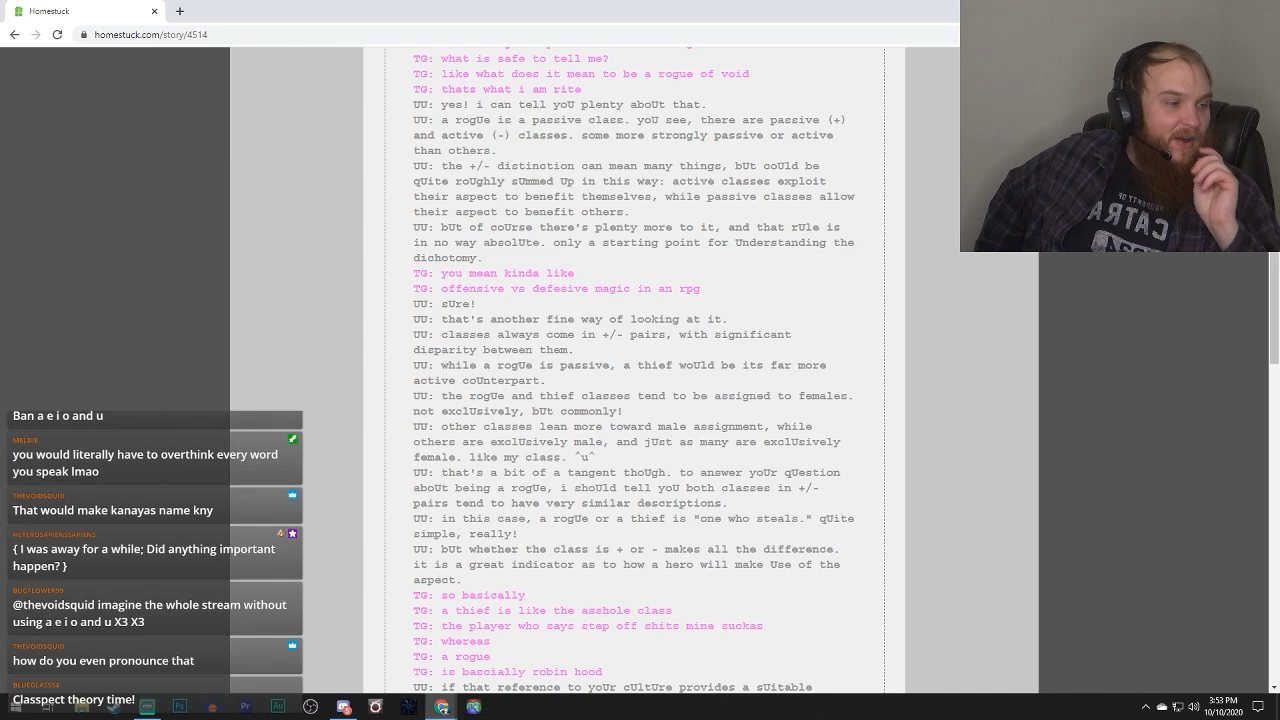 Homestuck
homestuck.com/story/4514
TG: what is safe to tell me?
TG: like what does it mean to be a rogue of void
TG: thats what i am rite
UU: yes! i can tell yoU plenty aboUt that.
UU: a rogUe is a passive class. yoU see, there are passive (+)
and active (-) classes. some more strongly passive or active
than others.
UU: the +/- distinction can mean many things, bUt coUld be
qUite roUghly sUmmed Up in this way: active classes exploit
their aspect to benefit themselves, while passive classes allow
their aspect to benefit others.
UU: bUt of coUrse there's plenty more to it, and that rUle is
in no way absolUte. only a starting point for Understanding the
dichotomy.
TG: you mean kinda like
TG: offensive vs defesive magic in an rpg
UU: sUre!
UU: that's another fine way of looking at it.
UU: classes always come in +/- pairs, with significant
disparity between them.
UU: while a rogUe is passive, a thief woUld be its far more
active coUnterpart.
UU: the rogUe and thief classes tend to be assigned to females.
not exclUsively, bUt commonly!
UU: other classes lean more toward male assignment, while
others are exclUsively male, and jUst as many are exclUsively
female. like my class. ^u^
UU: that's a bit of a tangent thoUgh. to answer yoUr qUestion
aboUt being a rogUe, i shoUld tell yoU both classes in +/-
pairs tend to have very similar descriptions.
UU: in this case, a rogUe or a thief is "one who steals." qUite
simple, really!
UU: bUt whether the class is + or - makes all the difference.
it is a great indicator as to how a hero will make Use of the
aspect.
TG: so basically
TG: a thief is like the asshole class
TG: the player who says step off shits mine suckas
TG: whereas
TG: a rogue
TG: is bascially robin hood
UU: if that reference to yoUr cUltUre provides a sUitable
Ban a e i o and u
MELDIE
you would literally have to overthink every word
you speak lmao
THEVOIDSQUID
That would make kanayas name kny
HETEROSAPIENSSAPIENS
{ I was away for a while; Did anything important
happen? }
BUGFLOWER99
@thevoidsquid imagine the whole stream without
using a e i o and u X3 X3
THEVOIDSQUID
how do you even pronounce that
BLUEGLASS54
Classpect theory time!
PROPERTY OF
CATRA
3:53 PM
10/10/2020